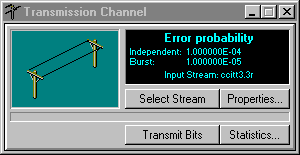 Transmission Channel
Error probability
Independent: 1.000000E-04
Burst: 1.000000E-05
Input Stream: ccitt3.3r
Select Stream
Properties...
Transmit Bits
Statistics...